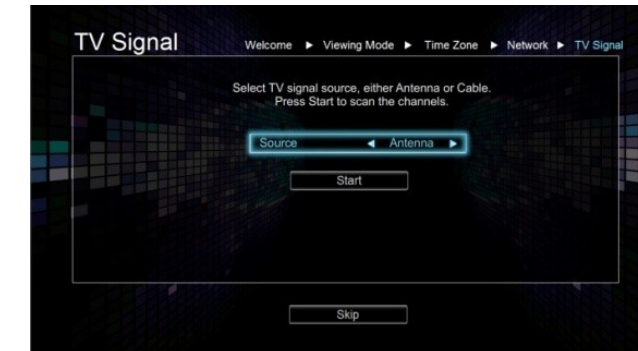 TV Signal
Welcome ▶ Viewing Mode ▶ Time Zone ▶ Network ▶ TV Signal
Select TV signal source, either Antenna or Cable.
Press Start to scan the channels.
Source ◀ Antenna ▶
Start
Skip